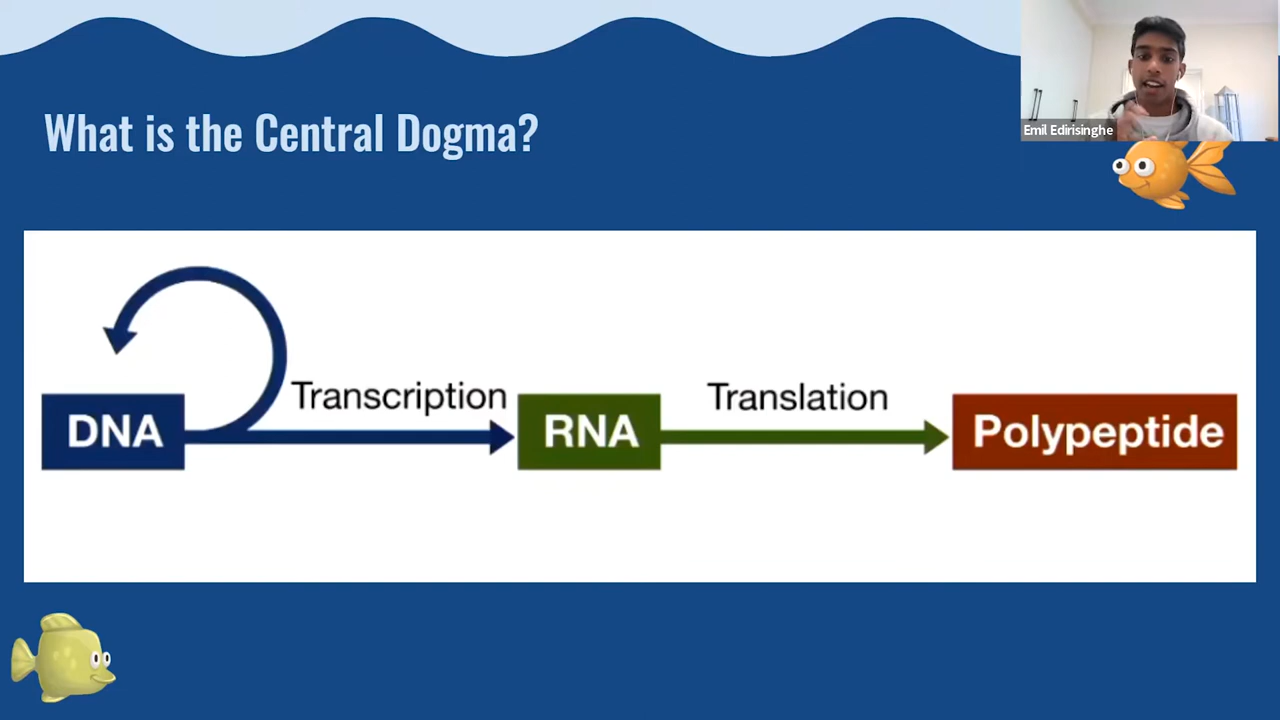 What is the Central Dogma?
Emil Edirisinghe
DNA
Transcription
RNA
Translation
Polypeptide